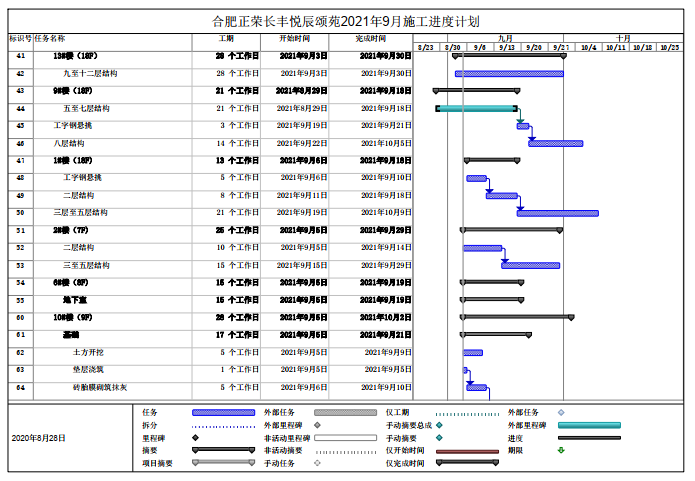 合肥正荣长丰悦辰颂苑2021年9月施工进度计划
标识号 任务名称 工期 开始时间 完成时间 九月 十月
8/23 8/30 9/6 9/13 9/20 9/27 10/4 10/11 10/18 10/25
41 13#楼（18F） 28 个工作日 2021年9月3日 2021年9月30日
42 九至十二层结构 28 个工作日 2021年9月3日 2021年9月30日
43 9#楼（18F） 21 个工作日 2021年8月29日 2021年9月18日
44 五至七层结构 21 个工作日 2021年8月29日 2021年9月18日
45 工字钢悬挑 3 个工作日 2021年9月19日 2021年9月21日
46 八层结构 14 个工作日 2021年9月22日 2021年10月5日
47 1#楼（18F） 13 个工作日 2021年9月6日 2021年9月18日
48 工字钢悬挑 5 个工作日 2021年9月6日 2021年9月10日
49 二层结构 8 个工作日 2021年9月11日 2021年9月18日
50 三层至五层结构 21 个工作日 2021年9月19日 2021年10月9日
51 2#楼（7F） 25 个工作日 2021年9月5日 2021年9月29日
52 二层结构 10 个工作日 2021年9月5日 2021年9月14日
53 三至五层结构 15 个工作日 2021年9月15日 2021年9月29日
54 6#楼（8F） 15 个工作日 2021年9月5日 2021年9月19日
55 地下室 15 个工作日 2021年9月5日 2021年9月19日
60 10#楼（9F） 28 个工作日 2021年9月5日 2021年10月2日
61 基础 17 个工作日 2021年9月5日 2021年9月21日
62 土方开挖 5 个工作日 2021年9月5日 2021年9月9日
63 垫层浇筑 1 个工作日 2021年9月5日 2021年9月5日
64 砖胎膜砌筑抹灰 5 个工作日 2021年9月6日 2021年9月10日
2020年8月28日
任务 外部任务 仅工期 外部任务
拆分 外部里程碑 手动摘要总成 外部里程碑
里程碑 非活动里程碑 手动摘要 进度
摘要 非活动摘要 仅开始时间 期限
项目摘要 手动任务 仅完成时间